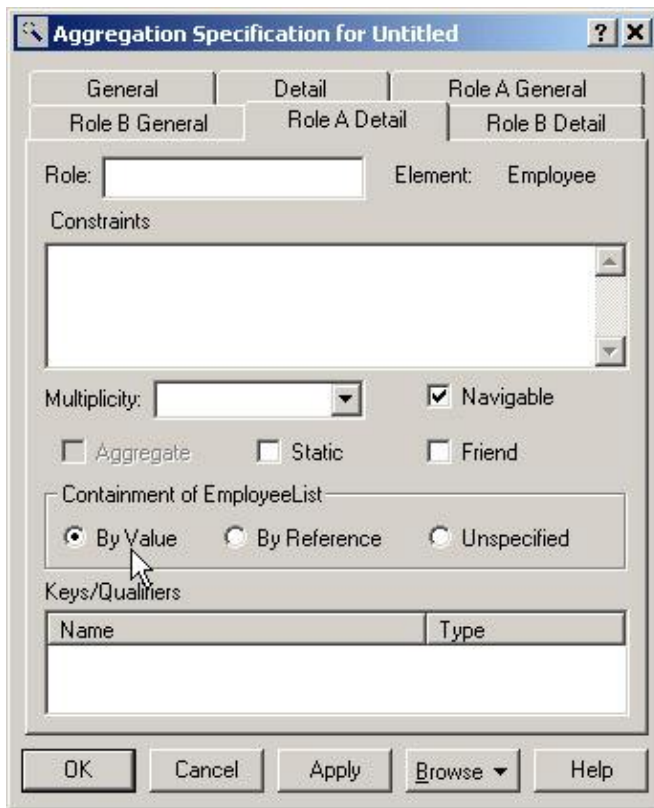 Aggregation Specification for Untitled
General Detail Role A General
Role B General Role A Detail Role B Detail
Role: Element: Employee
Constraints
Multiplicity: Navigable
Aggregate Static Friend
Containment of EmployeeList
By Value By Reference Unspecified
Keys/Qualifiers
Name Type
OK Cancel Apply Browse Help